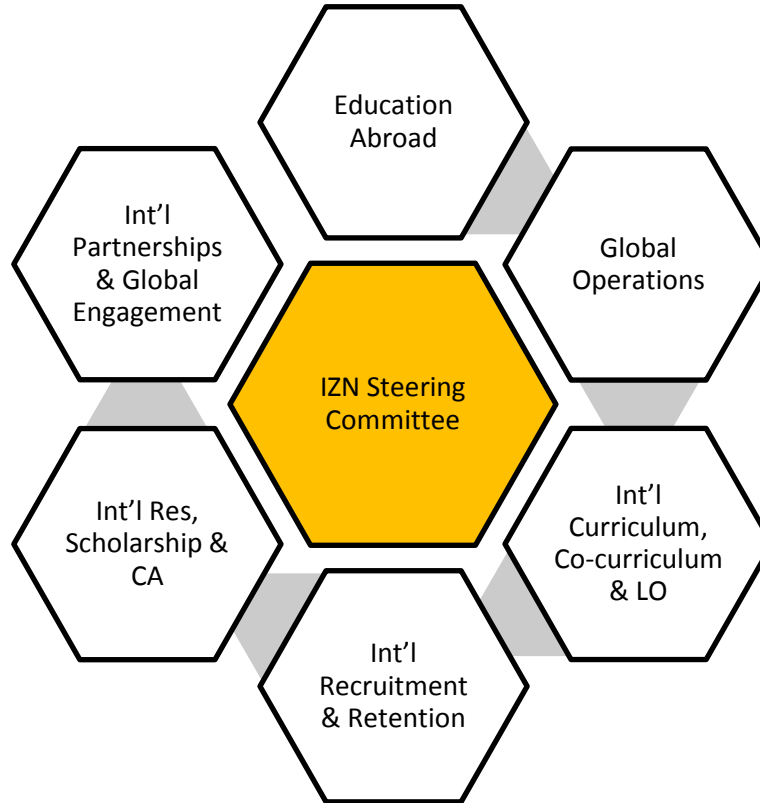 Education
Abroad
Int’l
Partnerships
& Global
Engagement
Global
Operations
IZN Steering
Committee
Int’l Res,
Scholarship &
CA
Int’l
Curriculum,
Co-curriculum
& LO
Int’l
Recruitment
& Retention